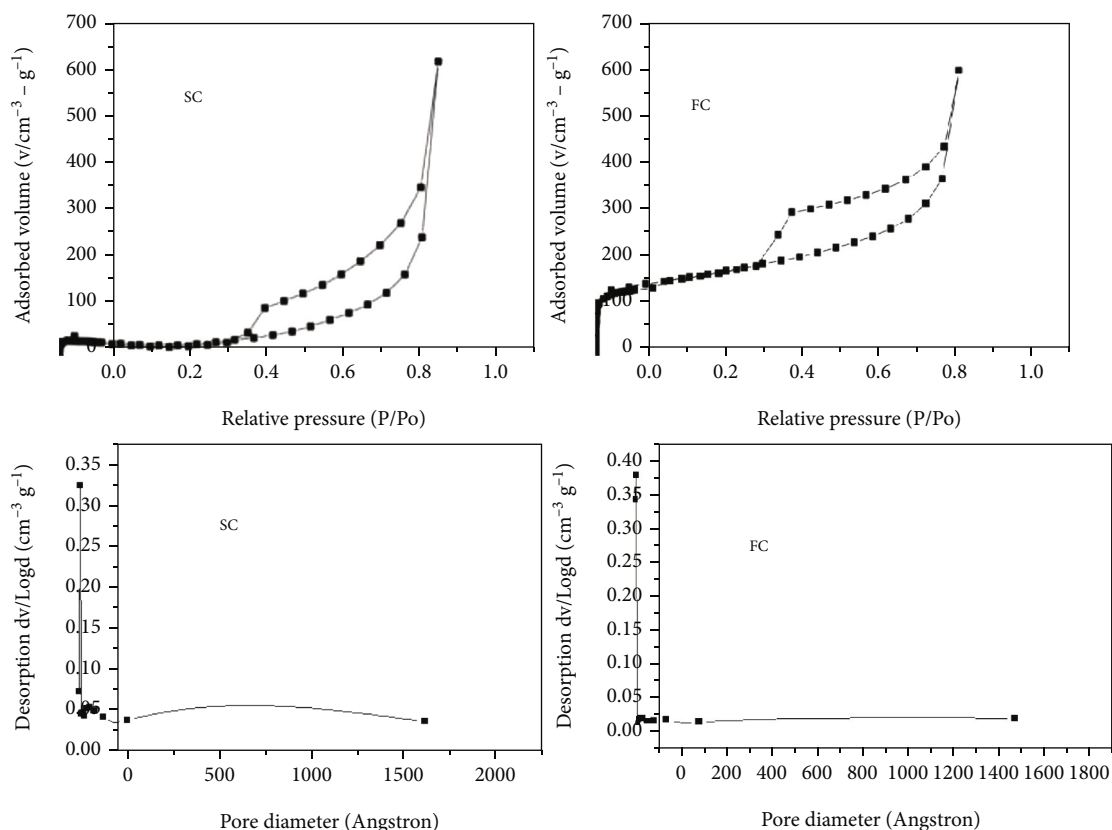 700
600
500
400
300
200
100
0
Adsorbed volume (v/cm⁻³ – g⁻¹)
SC
0.0 0.2 0.4 0.6 0.8 1.0
Relative pressure (P/Po)
700
600
500
400
300
200
100
0
Adsorbed volume (v/cm⁻³ – g⁻¹)
FC
0.0 0.2 0.4 0.6 0.8 1.0
Relative pressure (P/Po)
0.35
0.30
0.25
0.20
0.15
0.10
0.05
0.00
Desorption dv/Logd (cm⁻³ g⁻¹)
SC
0 500 1000 1500 2000
Pore diameter (Angstron)
0.40
0.35
0.30
0.25
0.20
0.15
0.10
0.05
0.00
Desorption dv/Logd (cm⁻³ g⁻¹)
FC
0 200 400 600 800 1000 1200 1400 1600 1800
Pore diameter (Angstron)